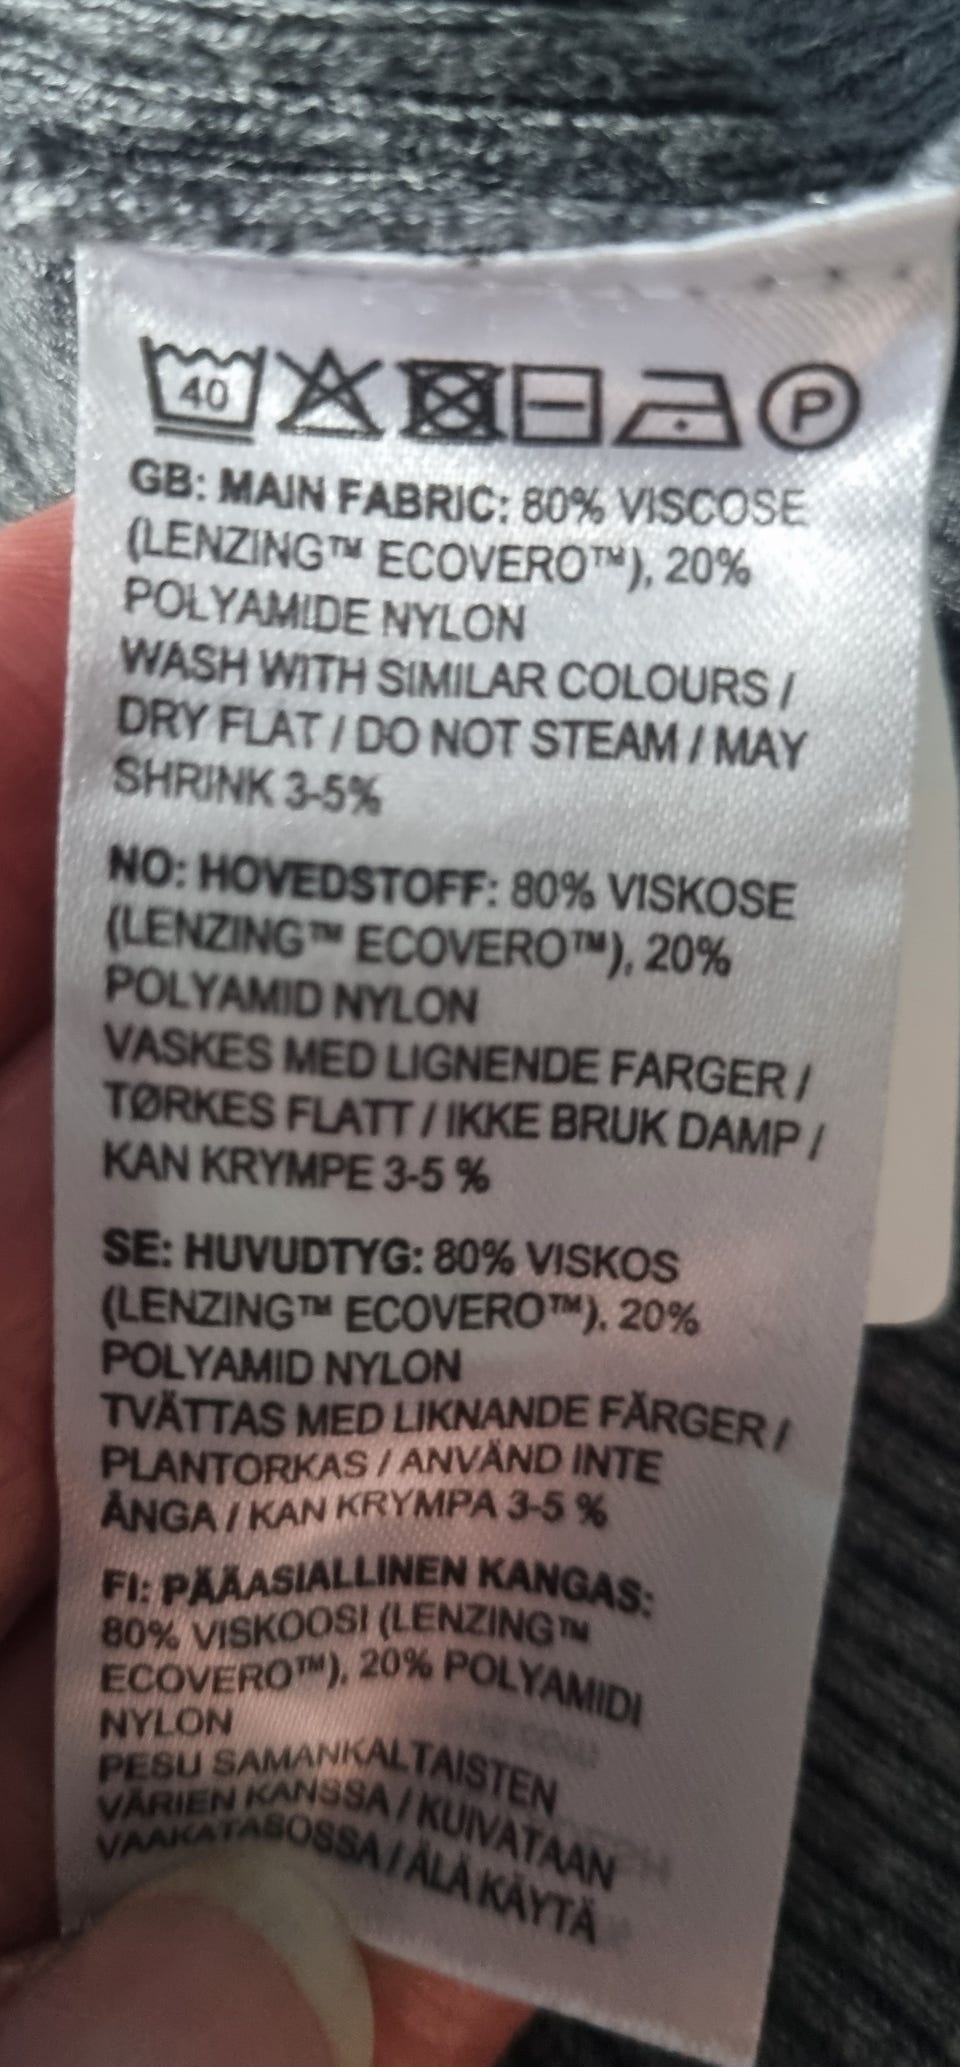 40 P
GB: MAIN FABRIC: 80% VISCOSE
(LENZING™ ECOVERO™), 20%
POLYAMIDE NYLON
WASH WITH SIMILAR COLOURS /
DRY FLAT / DO NOT STEAM / MAY
SHRINK 3-5%
NO: HOVEDSTOFF: 80% VISKOSE
(LENZING™ ECOVERO™), 20%
POLYAMID NYLON
VASKES MED LIGNENDE FARGER /
TØRKES FLATT / IKKE BRUK DAMP /
KAN KRYMPE 3-5 %
SE: HUVUDTYG: 80% VISKOS
(LENZING™ ECOVERO™), 20%
POLYAMID NYLON
TVÄTTAS MED LIKNANDE FÄRGER /
PLANTORKAS / ANVÄND INTE
ÅNGA / KAN KRYMPA 3-5 %
FI: PÄÄASIALLINEN KANGAS:
80% VISKOOSI (LENZING™
ECOVERO™), 20% POLYAMIDI
NYLON
PESU SAMANKALTAISTEN
VÄRIEN KANSSA / KUIVATAAN
VAAKATASOSSA / ÄLÄ KÄYTÄ